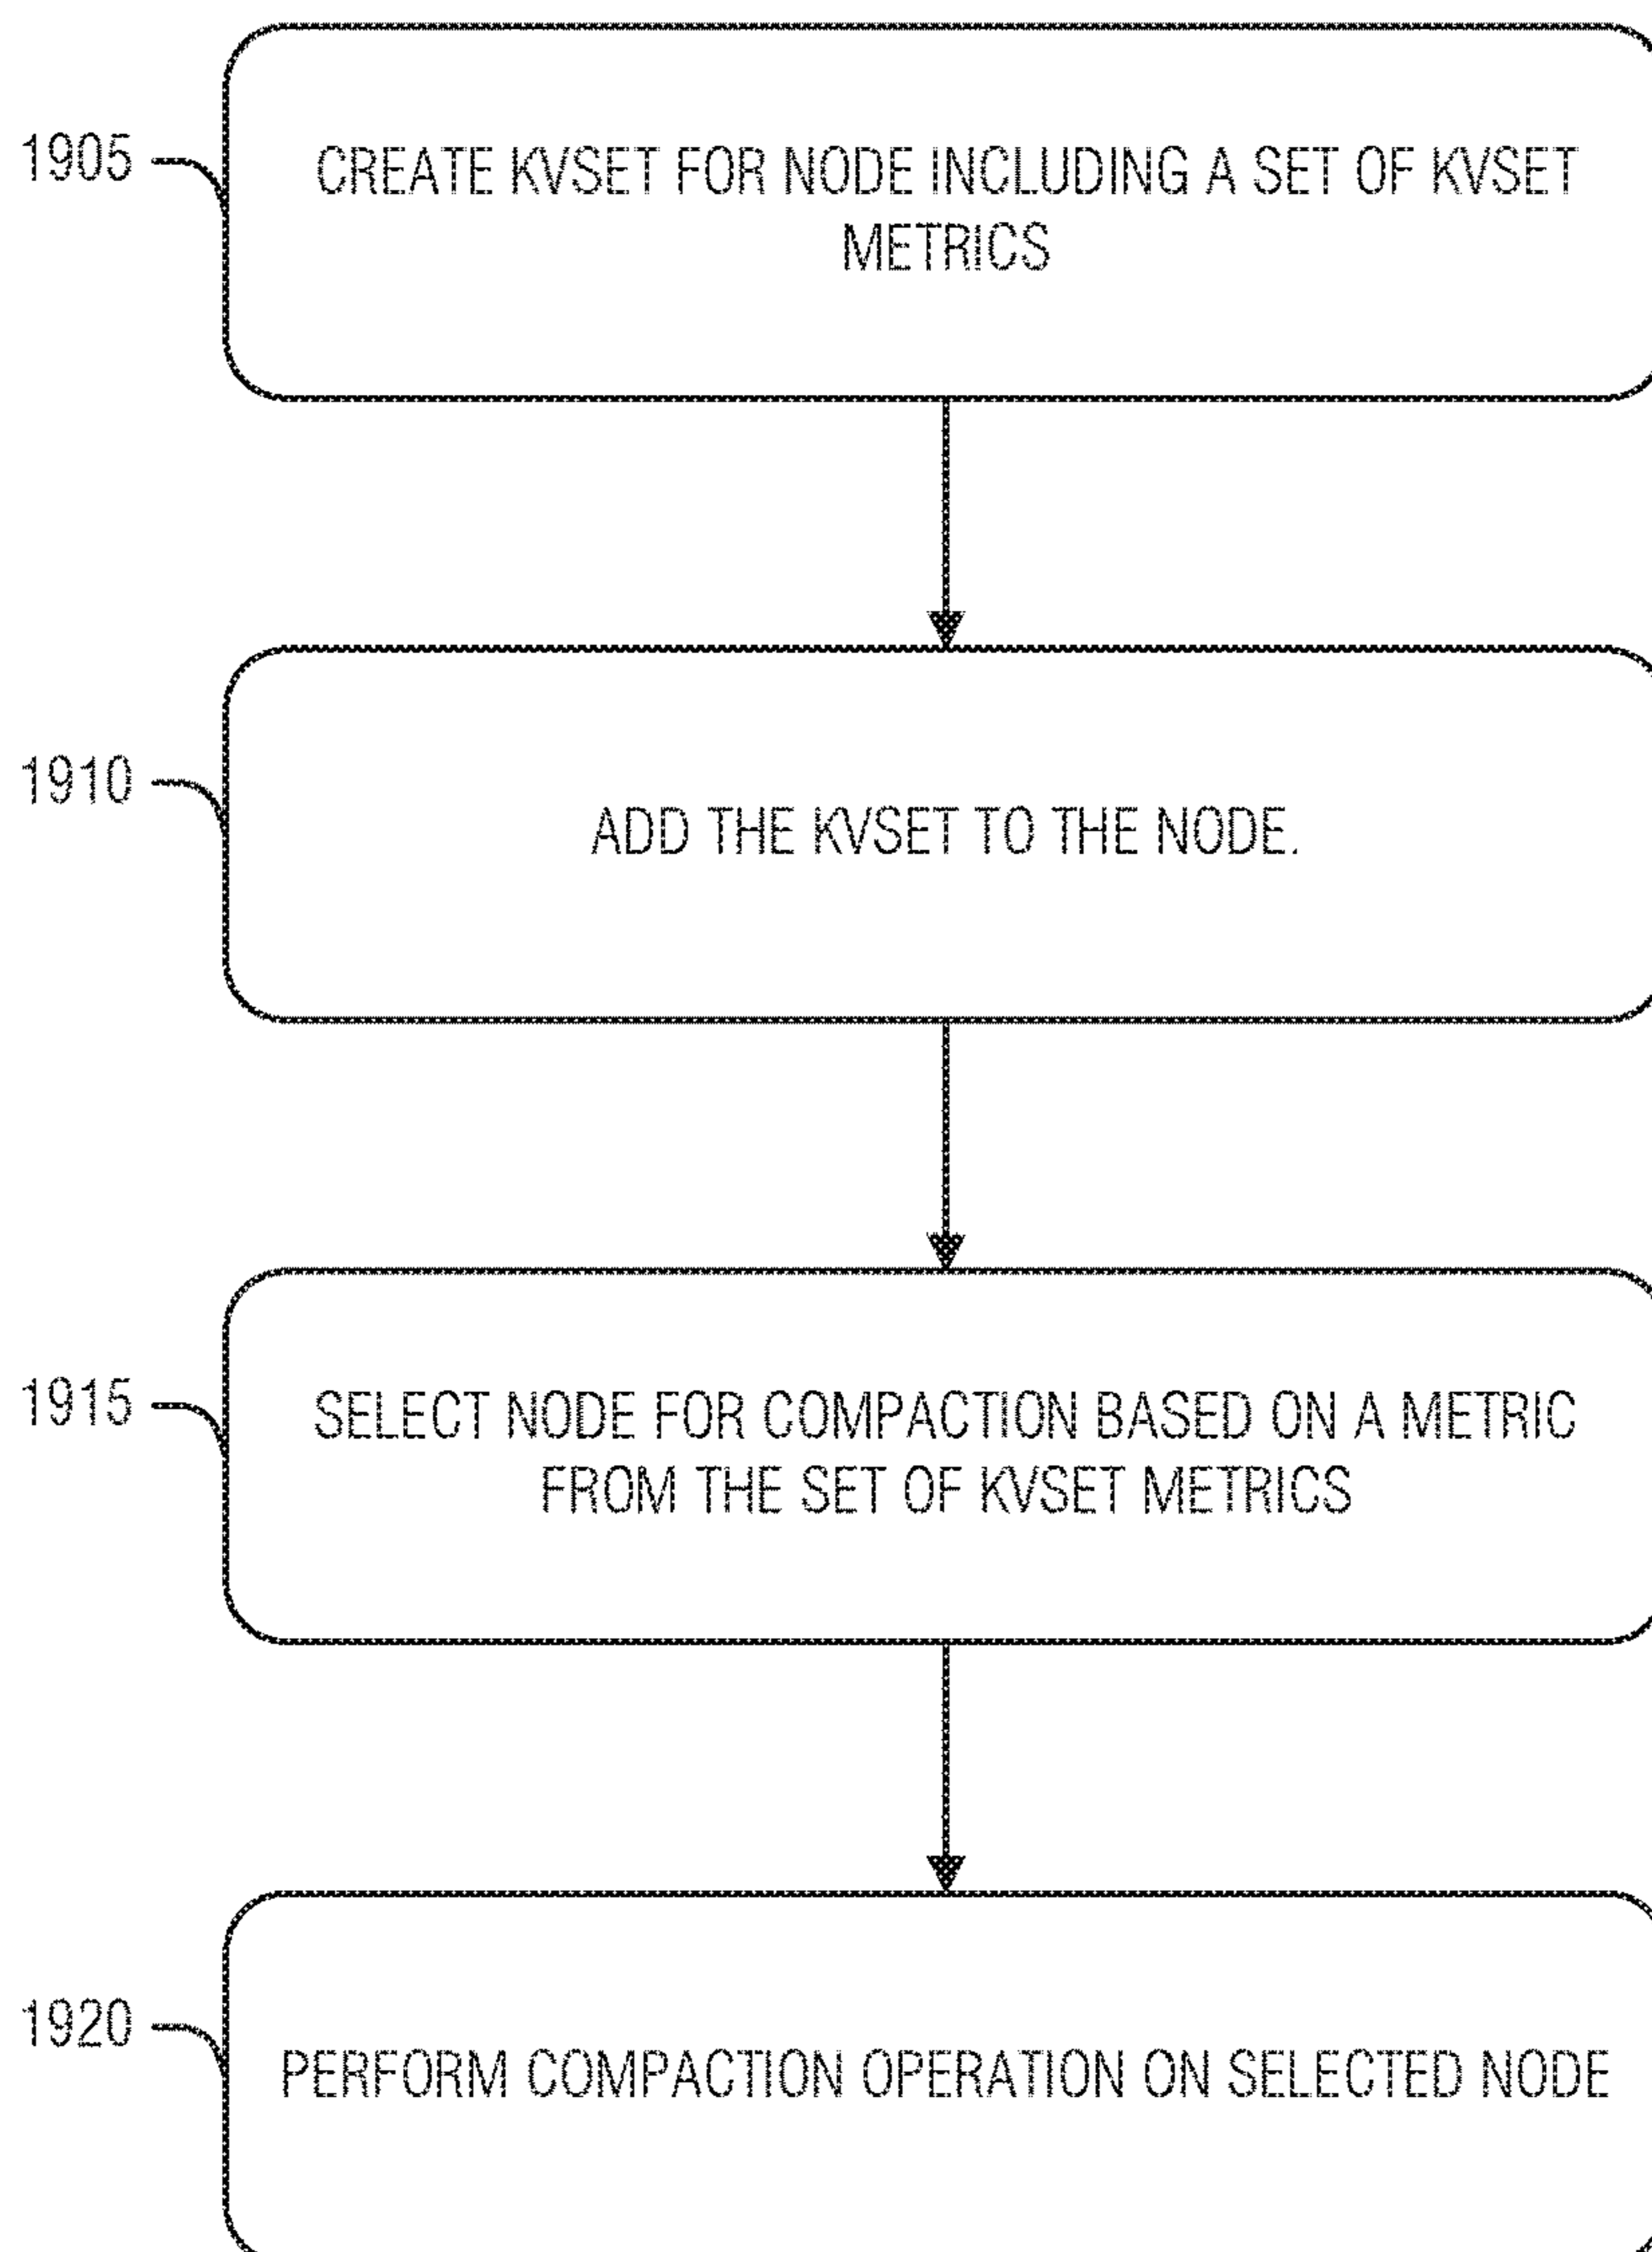 1905
CREATE KVSET FOR NODE INCLUDING A SET OF KVSET
METRICS
1910
ADD THE KVSET TO THE NODE.
1915
SELECT NODE FOR COMPACTION BASED ON A METRIC
FROM THE SET OF KVSET METRICS
1920
PERFORM COMPACTION OPERATION ON SELECTED NODE